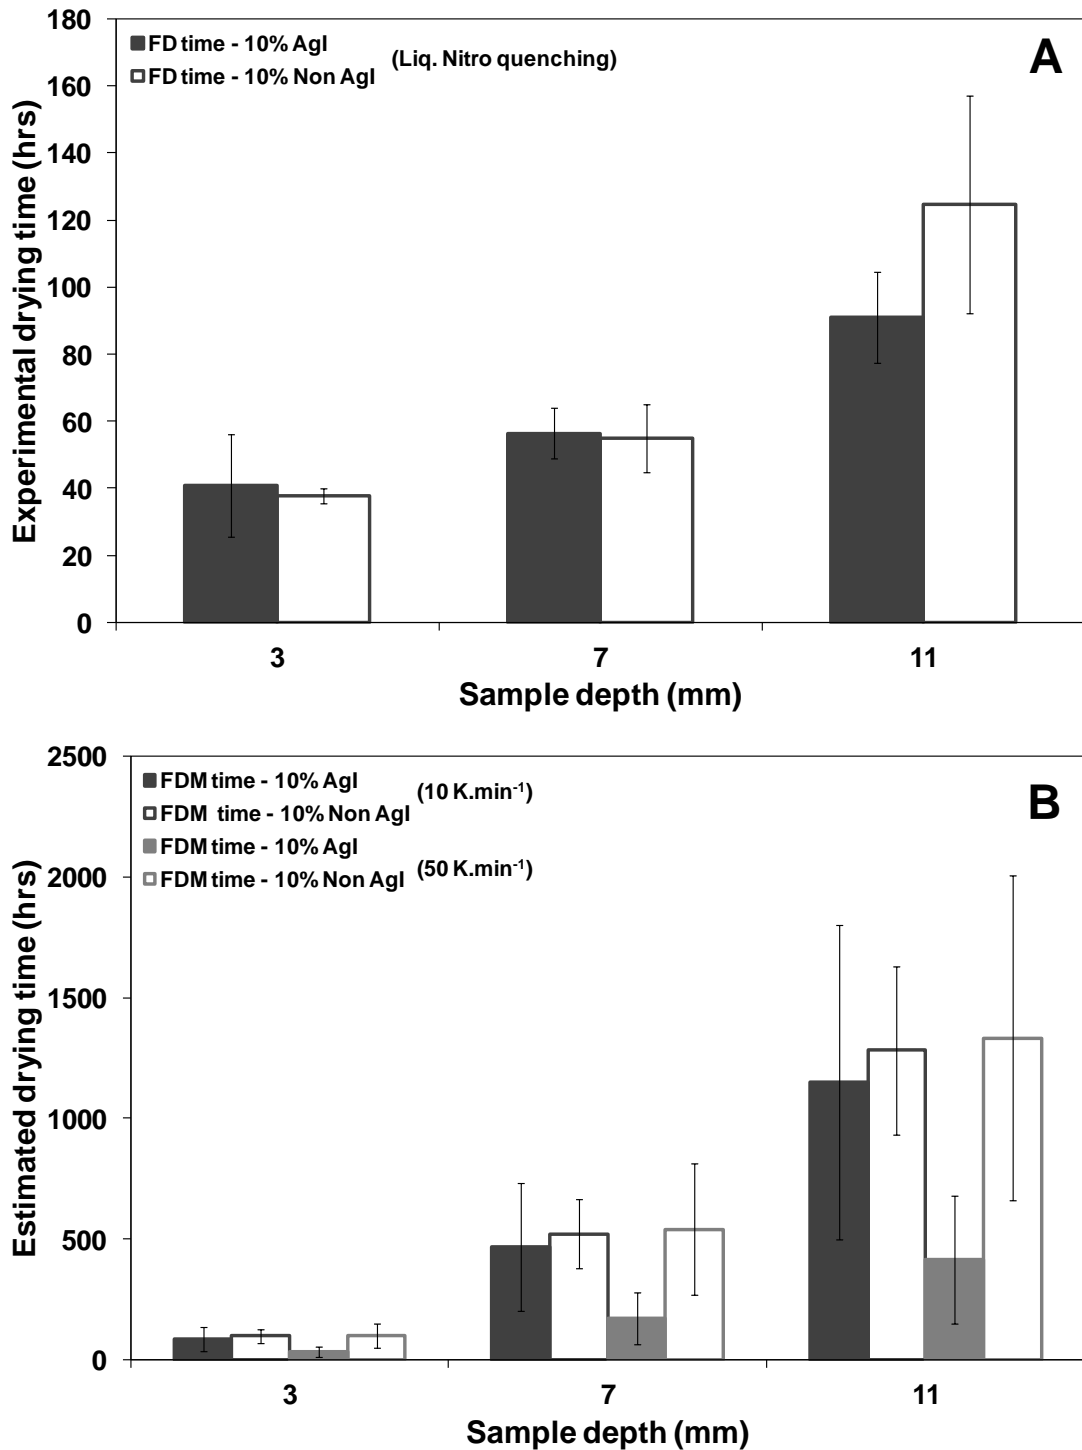 180
160
140
120
100
80
60
40
20
0
Experimental drying time (hrs)
FD time - 10% AgI
FD time - 10% Non AgI
(Liq. Nitro quenching)
A
3 7 11
Sample depth (mm)
2500
2000
1500
1000
500
0
Estimated drying time (hrs)
FDM time - 10% AgI
FDM time - 10% Non AgI
(10 K.min⁻¹)
FDM time - 10% AgI
FDM time - 10% Non AgI
(50 K.min⁻¹)
B
3 7 11
Sample depth (mm)